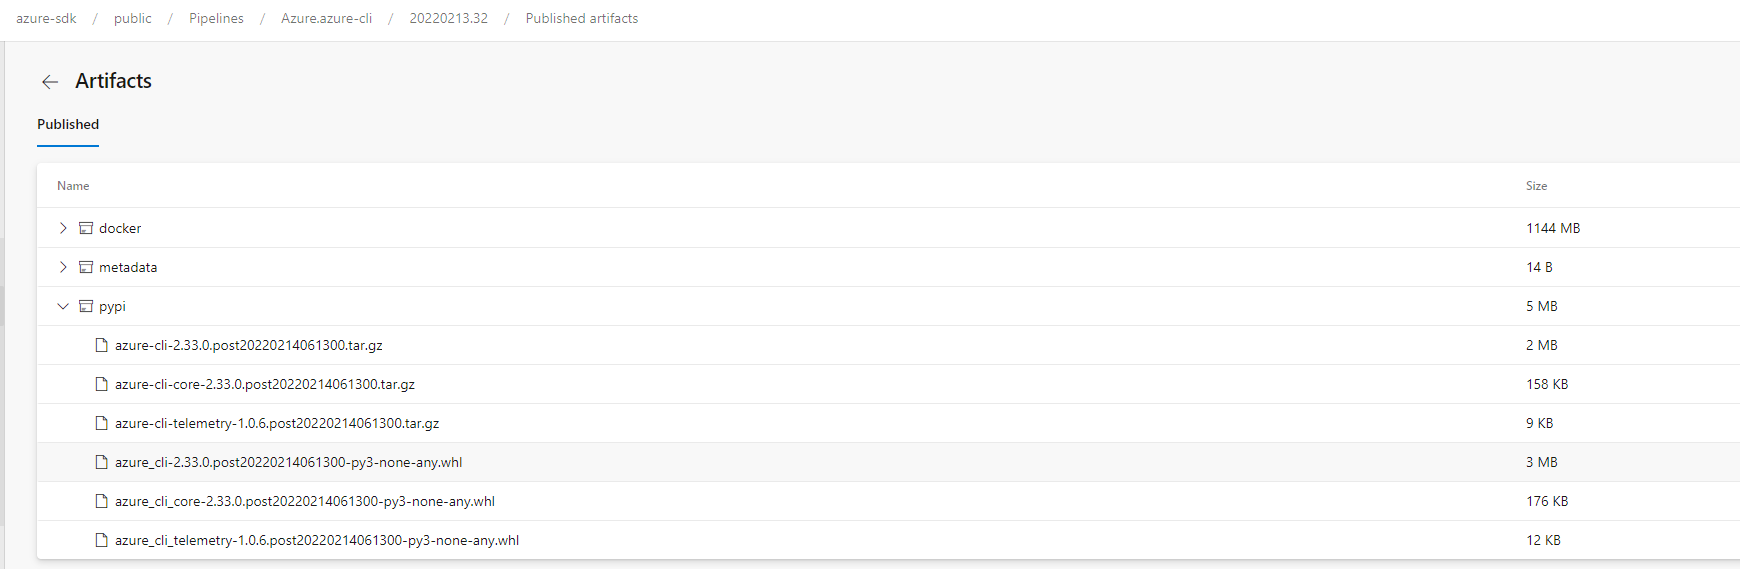 azure-sdk / public / Pipelines / Azure.azure-cli / 20220213.32 / Published artifacts
Artifacts
Published
Name Size
docker 1144 MB
metadata 14 B
pypi 5 MB
azure-cli-2.33.0.post20220214061300.tar.gz 2 MB
azure-cli-core-2.33.0.post20220214061300.tar.gz 158 KB
azure-cli-telemetry-1.0.6.post20220214061300.tar.gz 9 KB
azure_cli-2.33.0.post20220214061300-py3-none-any.whl 3 MB
azure_cli_core-2.33.0.post20220214061300-py3-none-any.whl 176 KB
azure_cli_telemetry-1.0.6.post20220214061300-py3-none-any.whl 12 KB